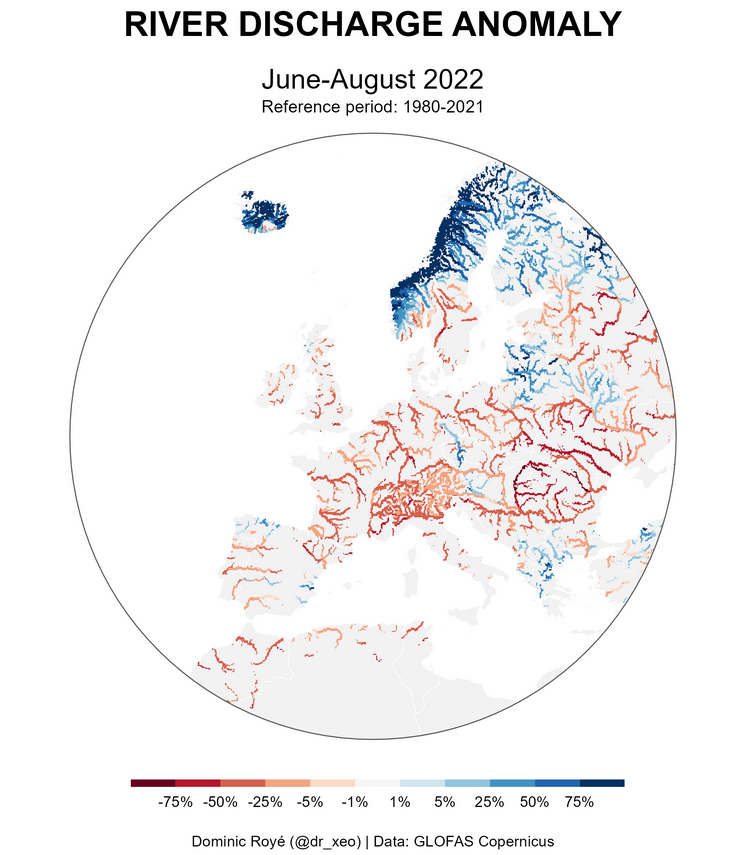 RIVER DISCHARGE ANOMALY
June-August 2022
Reference period: 1980-2021
-75% -50% -25% -5% -1% 1% 5% 25% 50% 75%
Dominic Royé (@dr_xeo) | Data: GLOFAS Copernicus